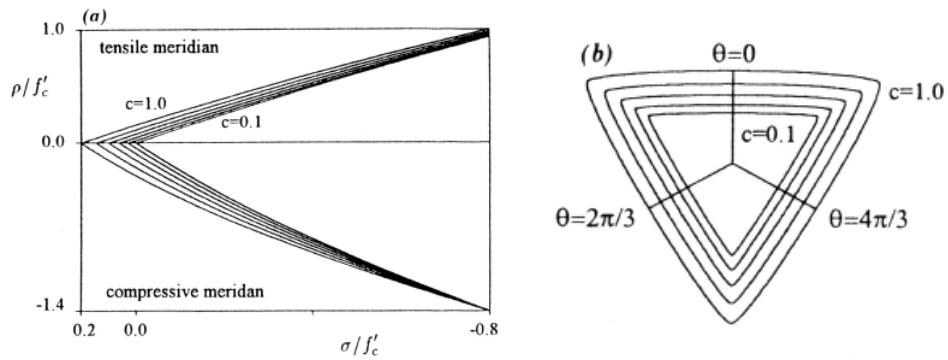 (a)
1.0
tensile meridian
ρ/f′c
c=1.0
c=0.1
0.0
compressive meridan
-1.4
0.2
0.0
-0.8
σ/f′c
(b)
θ=0
c=1.0
c=0.1
θ=2π/3
θ=4π/3